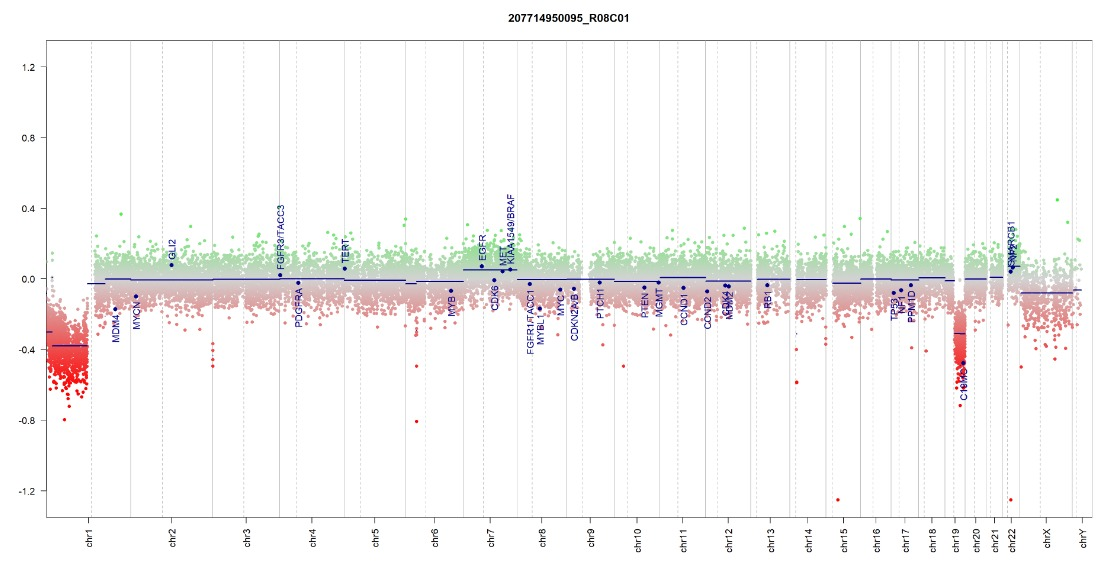 207714950095_R08C01
1.2
0.8
0.4
0.0
-0.4
-0.8
-1.2
MDM4
MYCN
GLI2
FGFR3/TACC3
PDGFRA
TERT
MYB
EGFR
CDK6
MET
KIAA1549/BRAF
FGFR1/TACC1
MYBL1
MYC
CDKN2A/B
PTCH1
PTEN
MGMT
CCND1
CCND2
CDK4
MDM2
RB1
TP53
NF1
PPM1D
C19MC
SMARCB1
NF2
chr1
chr2
chr3
chr4
chr5
chr6
chr7
chr8
chr9
chr10
chr11
chr12
chr13
chr14
chr15
chr16
chr17
chr18
chr19
chr20
chr21
chr22
chrX
chrY